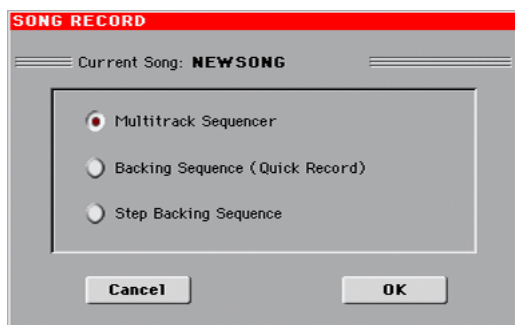 SONG RECORD
Current Song: NEWSONG
Multitrack Sequencer
Backing Sequence (Quick Record)
Step Backing Sequence
Cancel OK